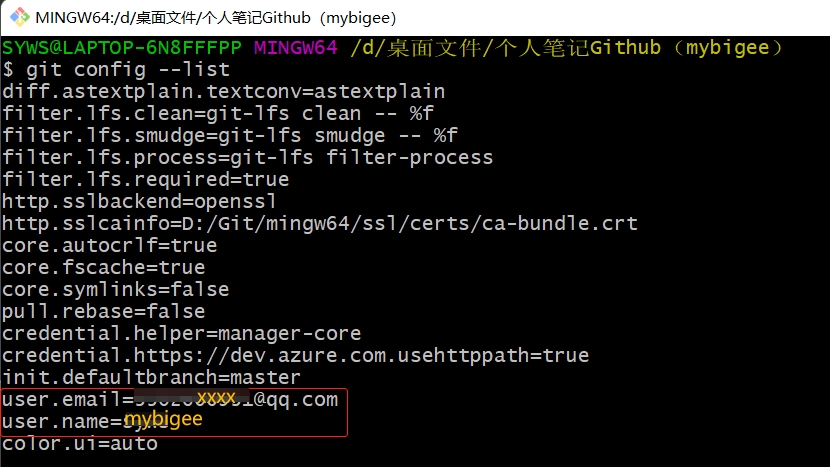 MINGW64:/d/桌面文件/个人笔记Github（mybigee）
SYWS@LAPTOP-6N8FFFPP MINGW64 /d/桌面文件/个人笔记Github（mybigee）
$ git config --list
diff.astextplain.textconv=astextplain
filter.lfs.clean=git-lfs clean -- %f
filter.lfs.smudge=git-lfs smudge -- %f
filter.lfs.process=git-lfs filter-process
filter.lfs.required=true
http.sslbackend=openssl
http.sslcainfo=D:/Git/mingw64/ssl/certs/ca-bundle.crt
core.autocrlf=true
core.fscache=true
core.symlinks=false
pull.rebase=false
credential.helper=manager-core
credential.https://dev.azure.com.usehttppath=true
init.defaultbranch=master
user.email=xxxx@qq.com
user.name=mybigee
color.ui=auto